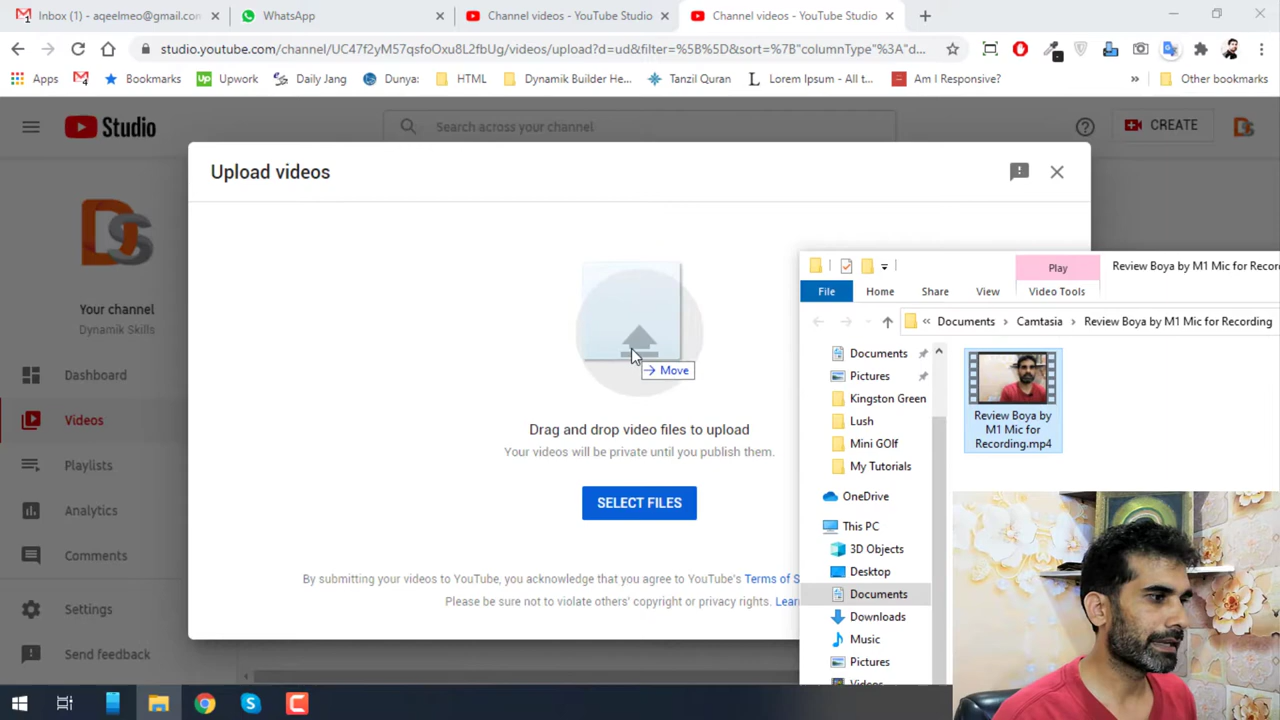 Inbox (1) - aqeelmeo@gmail.con
WhatsApp
Channel videos - YouTube Studio
Channel videos - YouTube Studio
studio.youtube.com/channel/UC47f2yM57qsfoOxu8L2fbUg/videos/upload?d=ud&filter=%5B%5D&sort=%7B"columnType"%3A"d...
Apps
Bookmarks
Upwork
Daily Jang
Dunya:
HTML
Dynamik Builder He...
Tanzil Quran
Lorem Ipsum - All t...
Am I Responsive?
»
Other bookmarks
Studio
Search across your channel
CREATE
Upload videos
Your channel
Dynamik Skills
Dashboard
Videos
Playlists
Analytics
Comments
Settings
Send feedback
Move
Drag and drop video files to upload
Your videos will be private until you publish them.
SELECT FILES
By submitting your videos to YouTube, you acknowledge that you agree to YouTube's Terms of S
Please be sure not to violate others' copyright or privacy rights. Learn
Play
Review Boya by M1 Mic for Recor
File
Home
Share
View
Video Tools
« Documents > Camtasia > Review Boya by M1 Mic for Recording
Documents
Pictures
Kingston Green
Lush
Mini GOlf
My Tutorials
OneDrive
This PC
3D Objects
Desktop
Documents
Downloads
Music
Pictures
Videos
Review Boya by
M1 Mic for
Recording.mp4